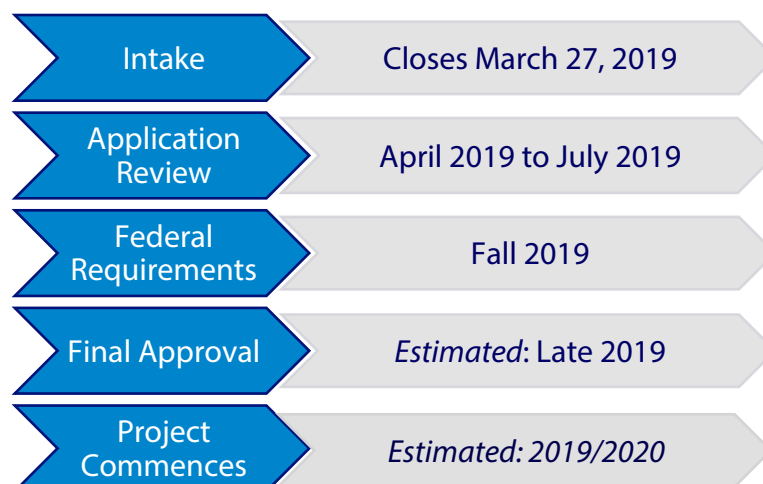 Intake
Closes March 27, 2019
Application
Review
April 2019 to July 2019
Federal
Requirements
Fall 2019
Final Approval
Estimated: Late 2019
Project
Commences
Estimated: 2019/2020